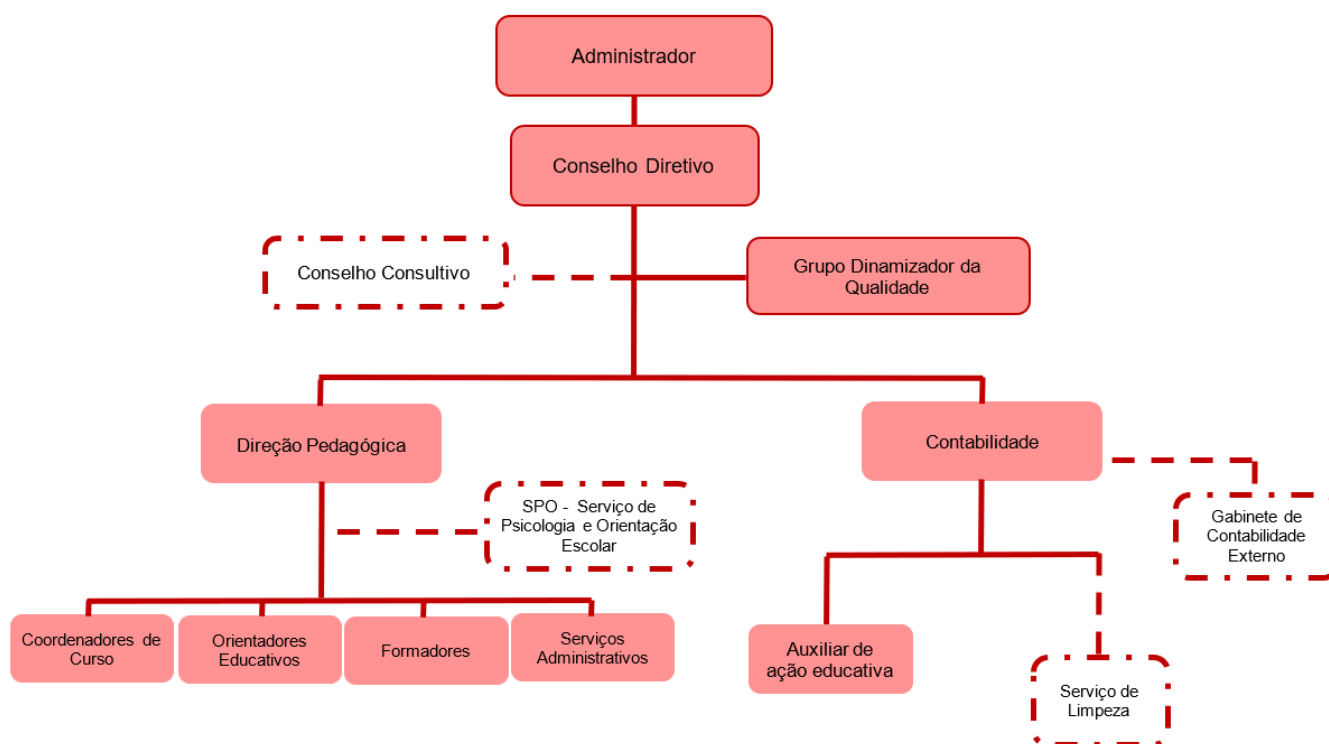 Administrador
Conselho Diretivo
Conselho Consultivo
Grupo Dinamizador da
Qualidade
Direção Pedagógica
Contabilidade
SPO - Serviço de
Psicologia e Orientação
Escolar
Gabinete de
Contabilidade
Externo
Coordenadores de
Curso
Orientadores
Educativos
Formadores
Serviços
Administrativos
Auxiliar de
ação educativa
Serviço de
Limpeza